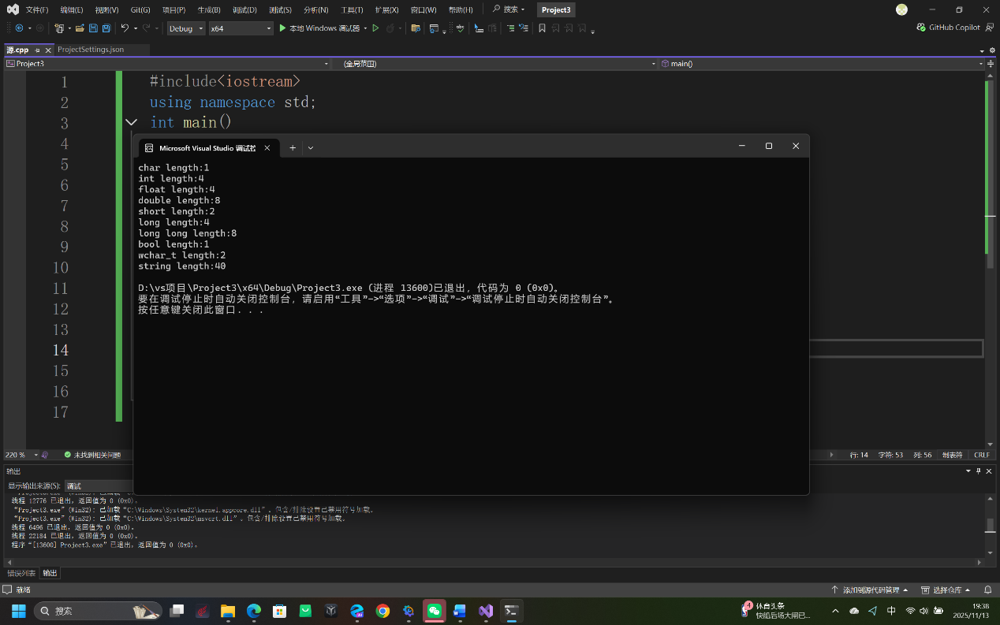 文件(F) 编辑(E) 视图(V) Git(G) 项目(P) 生成(B) 调试(D) 测试(S) 分析(N) 工具(T) 扩展(X) 窗口(W) 帮助(H) 搜索 Project3
Debug x64 本地 Windows 调试器 GitHub Copilot
源.cpp ProjectSettings.json
Project3 (全局范围) main()
1 #include<iostream>
2 using namespace std;
3 int main()
4
5
6
7
8
9
10
11
12
13
14
15
16
17
Microsoft Visual Studio 调试控
char length:1
int length:4
float length:4
double length:8
short length:2
long length:4
long long length:8
bool length:1
wchar_t length:2
string length:40
D:\vs项目\Project3\x64\Debug\Project3.exe (进程 13600)已退出，代码为 0 (0x0)。
要在调试停止时自动关闭控制台，请启用“工具”->“选项”->“调试”->“调试停止时自动关闭控制台”。
按任意键关闭此窗口. . .
220 % 未找到相关问题 行: 14 字符: 53 列: 56 制表符 CRLF
输出
显示输出来源(S): 调试
线程 12776 已退出，返回值为 0 (0x0)。
“Project3.exe”(Win32): 已加载“C:\Windows\System32\kernel.appcore.dll”。包含/排除设置已禁用符号加载。
“Project3.exe”(Win32): 已加载“C:\Windows\System32\msvcrt.dll”。包含/排除设置已禁用符号加载。
线程 6496 已退出，返回值为 0 (0x0)。
线程 22184 已退出，返回值为 0 (0x0)。
程序“[13600] Project3.exe”已退出，返回值为 0 (0x0)。
错误列表 输出
就绪 添加到源代码管理 选择仓库
搜索 4 体育头条 中 19:38
快船后场大闸已... 2025/11/13